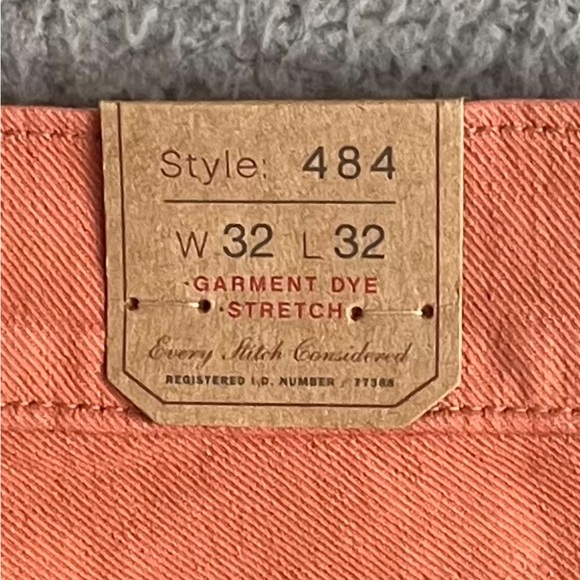 Style: 484
W 32 L 32
·GARMENT DYE
·STRETCH
Every Stitch Considered
REGISTERED I.D. NUMBER / 77388